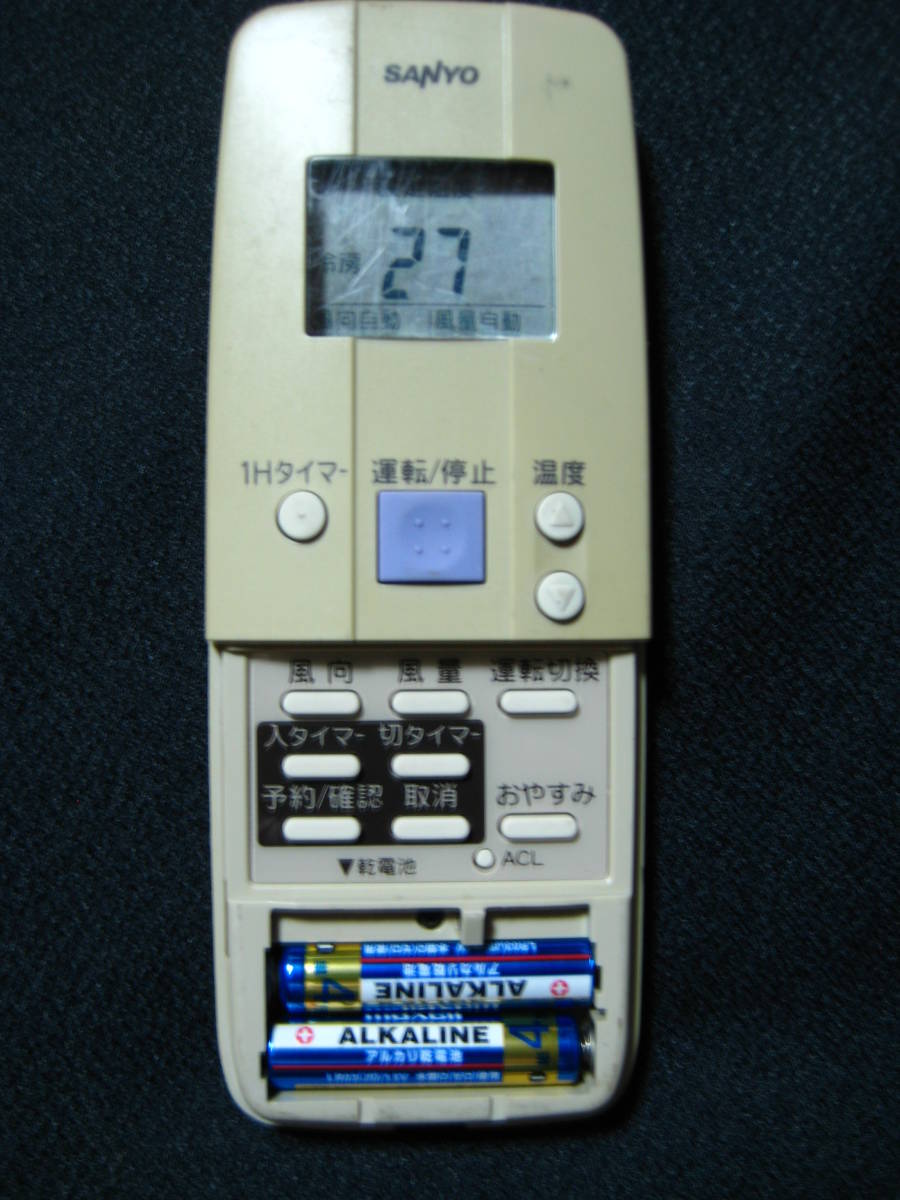 SANYO
27
冷房
風向自動 風量自動
1Hタイマー 運転/停止 温度
風向 風量 運転切換
入タイマー 切タイマー
予約/確認 取消 おやすみ
▼乾電池 ACL
アルカリ乾電池
ALKALINE
ALKALINE 4
アルカリ乾電池